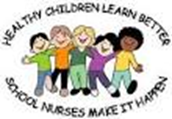 HEALTHY CHILDREN LEARN BETTER
SCHOOL NURSES MAKE IT HAPPEN